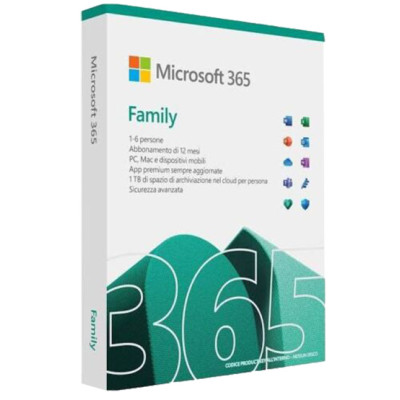 Microsoft 365
Microsoft 365
Family
1-6 persone
Abbonamento di 12 mesi
PC, Mac e dispositivi mobili
App premium sempre aggiornate
1 TB di spazio di archiviazione nel cloud per persona
Sicurezza avanzata
365
Family